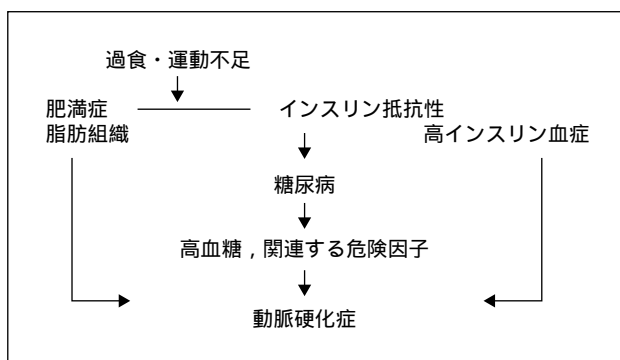 過食・運動不足
肥満症 インスリン抵抗性
脂肪組織 高インスリン血症
糖尿病
高血糖，関連する危険因子
動脈硬化症